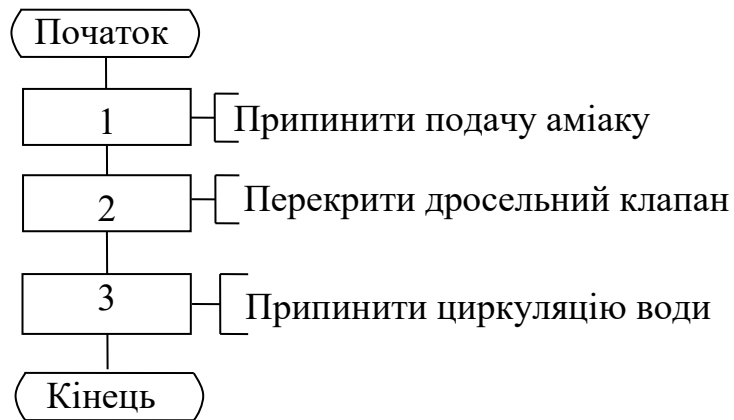 Початок
1
Припинити подачу аміаку
2
Перекрити дросельний клапан
3
Припинити циркуляцію води
Кінець